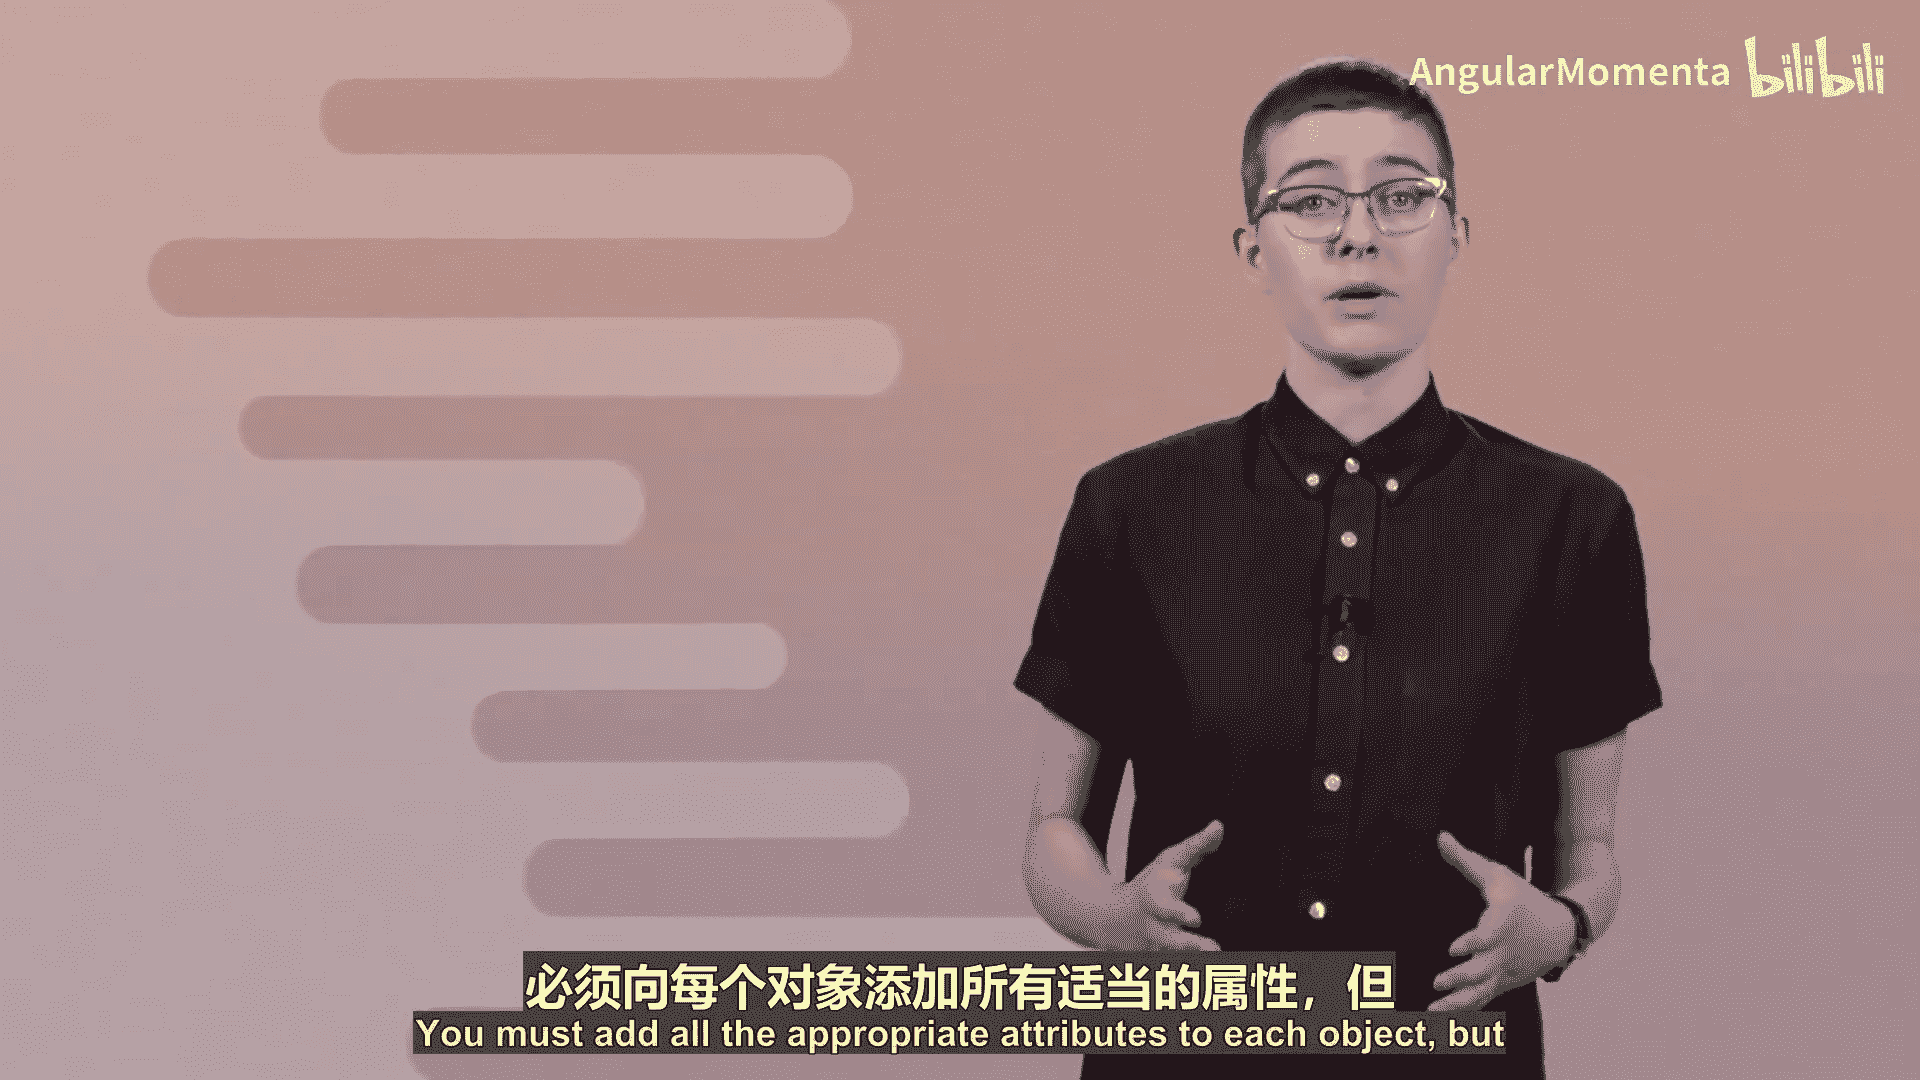 AngularMomenta bilibili
必须向每个对象添加所有适当的属性，但
You must add all the appropriate attributes to each object, but